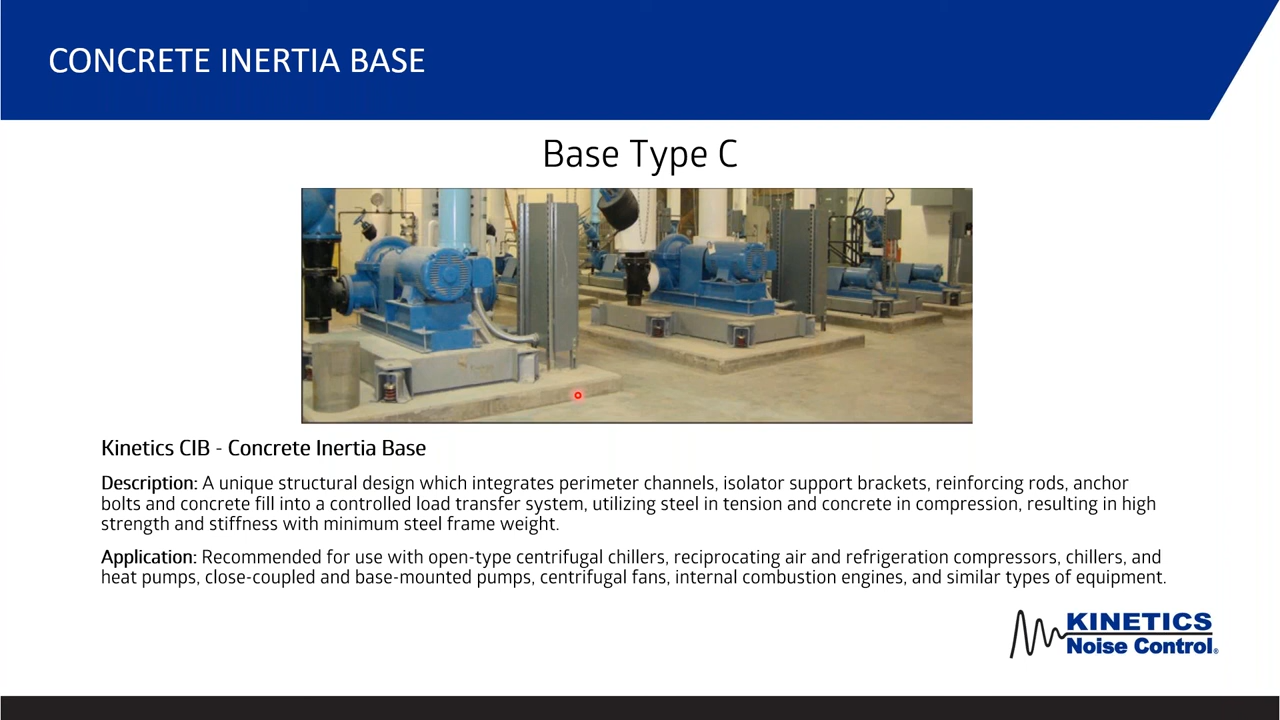 CONCRETE INERTIA BASE
Base Type C
Kinetics CIB - Concrete Inertia Base
Description: A unique structural design which integrates perimeter channels, isolator support brackets, reinforcing rods, anchor
bolts and concrete fill into a controlled load transfer system, utilizing steel in tension and concrete in compression, resulting in high
strength and stiffness with minimum steel frame weight.
Application: Recommended for use with open-type centrifugal chillers, reciprocating air and refrigeration compressors, chillers, and
heat pumps, close-coupled and base-mounted pumps, centrifugal fans, internal combustion engines, and similar types of equipment.
KINETICS
Noise Control®